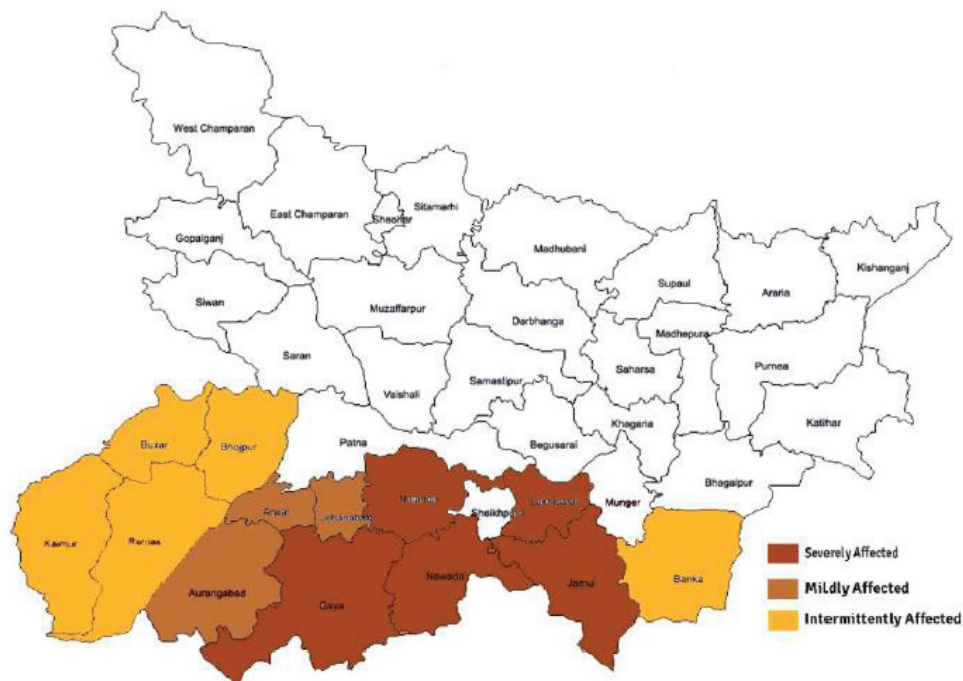 West Champaran
East Champaran
Sheohar
Sitamarhi
Gopalganj
Madhubani
Kishanganj
Supaul
Araria
Siwan
Muzaffarpur
Darbhanga
Madhepura
Saran
Purnea
Saharsa
Vaishali
Samastipur
Khagaria
Katihar
Buxar
Bhojpur
Patna
Begusarai
Bhagalpur
Nalanda
Munger
Arwal
Jehanabad
Kaimur
Sheikhpura
Severely Affected
Nawada
Jamui
Banka
Mildly Affected
Aurangabad
Gaya
Intermittently Affected